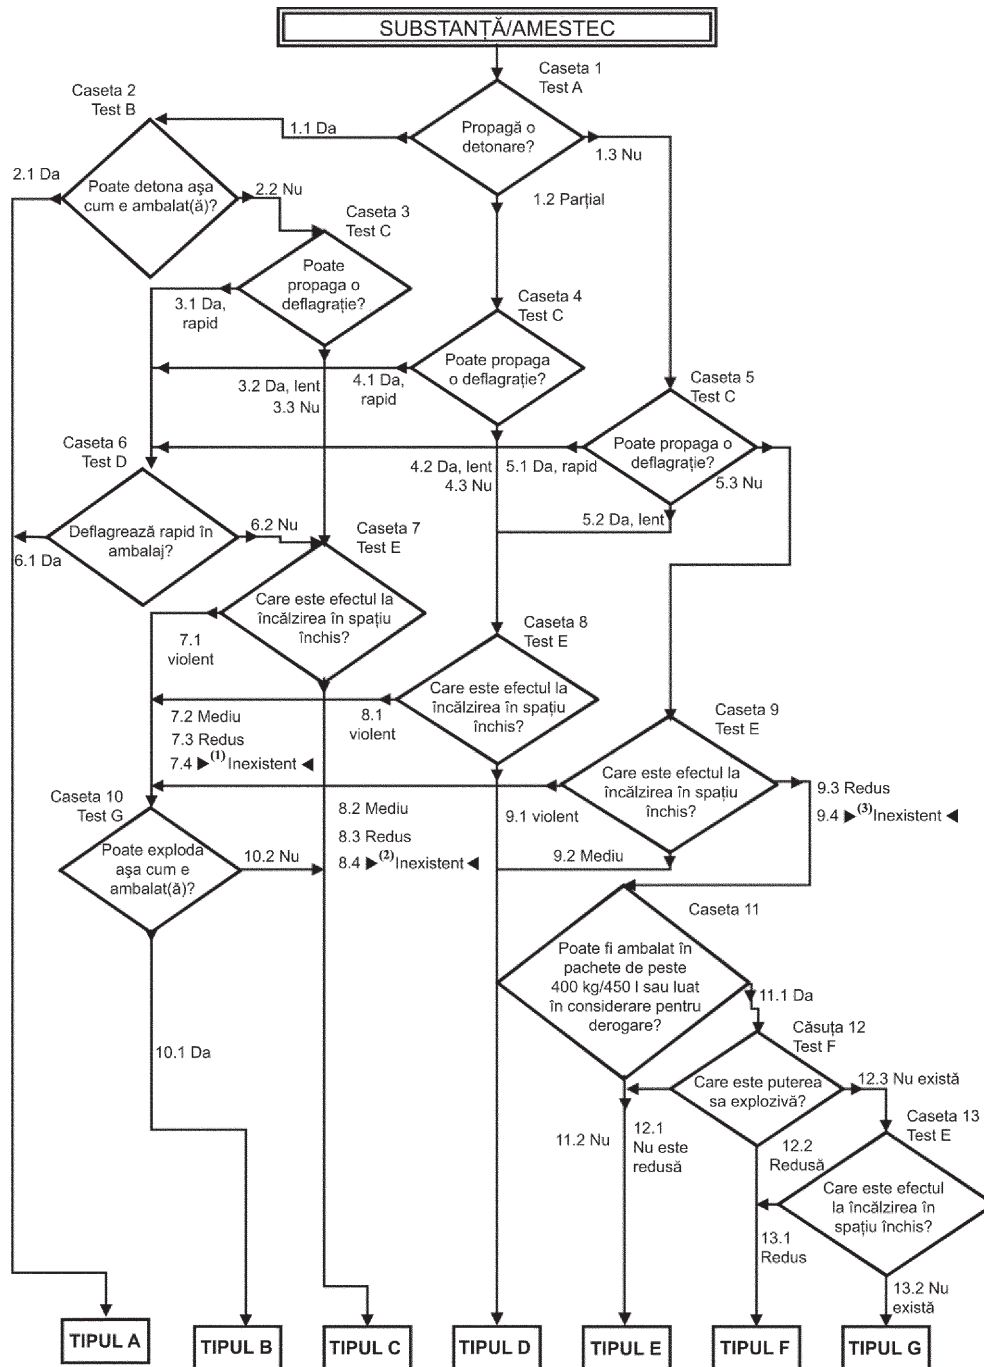 SUBSTANȚĂ/AMESTEC
Caseta 1
Test A
Propagă o
detonare?
1.1 Da
1.3 Nu
1.2 Parțial
Caseta 2
Test B
Poate detona aşa
cum e ambalat(ă)?
2.1 Da
2.2 Nu
Caseta 3
Test C
Poate
propaga o
deflagrație?
3.1 Da,
rapid
3.2 Da, lent
3.3 Nu
Caseta 4
Test C
Poate propaga
o deflagrație?
4.1 Da,
rapid
4.2 Da, lent
4.3 Nu
Caseta 5
Test C
Poate propaga o
deflagrație?
5.1 Da, rapid
5.3 Nu
5.2 Da, lent
Caseta 6
Test D
Deflagrează rapid în
ambalaj?
6.1 Da
6.2 Nu
Caseta 7
Test E
Care este efectul la
încălzirea în spațiu
închis?
7.1
violent
7.2 Mediu
7.3 Redus
7.4 ►(1) Inexistent ◄
Caseta 8
Test E
Care este efectul la
încălzirea în spațiu
închis?
8.1
violent
8.2 Mediu
8.3 Redus
8.4 ►(2) Inexistent ◄
Caseta 9
Test E
Care este efectul la
încălzirea în spațiu
închis?
9.1 violent
9.2 Mediu
9.3 Redus
9.4 ►(3) Inexistent ◄
Caseta 10
Test G
Poate exploda
aşa cum e
ambalat(ă)?
10.2 Nu
10.1 Da
Caseta 11
Poate fi ambalat în
pachete de peste
400 kg/450 l sau luat
în considerare pentru
derogare?
11.1 Da
11.2 Nu
Căsuța 12
Test F
Care este puterea
sa explozivă?
12.1
Nu este
redusă
12.2
Redusă
12.3 Nu există
Caseta 13
Test E
Care este efectul
la încălzirea în
spațiu închis?
13.1
Redus
13.2 Nu
există
TIPUL A
TIPUL B
TIPUL C
TIPUL D
TIPUL E
TIPUL F
TIPUL G